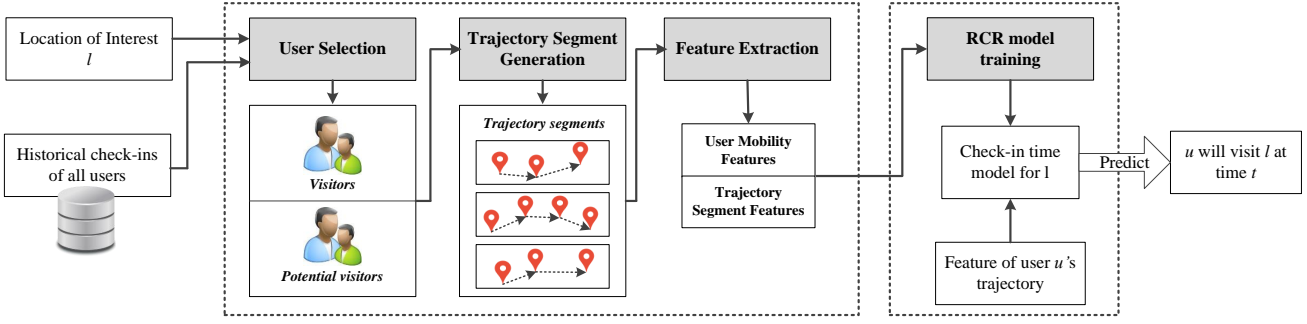 Location of Interest
l
Historical check-ins
of all users
User Selection
Visitors
Potential visitors
Trajectory Segment
Generation
Trajectory segments
Feature Extraction
User Mobility
Features
Trajectory
Segment Features
RCR model
training
Check-in time
model for l
Feature of user u's
trajectory
Predict
u will visit l at
time t